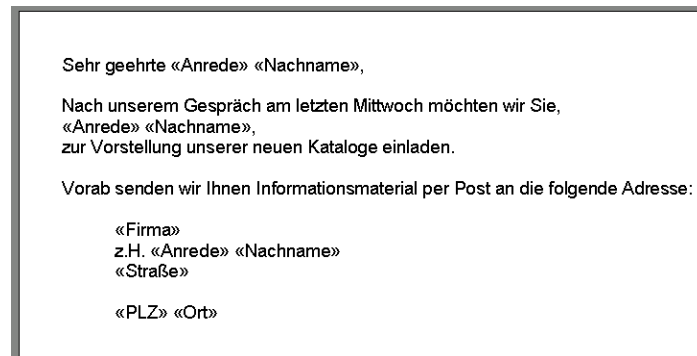 Sehr geehrte «Anrede» «Nachname»,
Nach unserem Gespräch am letzten Mittwoch möchten wir Sie,
«Anrede» «Nachname»,
zur Vorstellung unserer neuen Kataloge einladen.
Vorab senden wir Ihnen Informationsmaterial per Post an die folgende Adresse:
«Firma»
z.H. «Anrede» «Nachname»
«Straße»
«PLZ» «Ort»